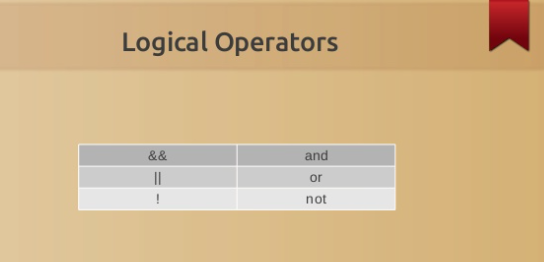 Logical Operators
&& and
|| or
! not